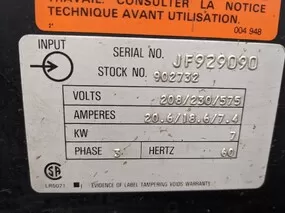 TRAVAIL. CONSULTER LA NOTICE
TECHNIQUE AVANT UTILISATION.
004 948
INPUT
SERIAL NO. JF929090
STOCK NO. 902732
VOLTS 208/230/575
AMPERES 20.6/18.6/7.4
KW 7
PHASE 3 HERTZ 60
LR5071 EVIDENCE OF LABEL TAMPERING VOIDS WARRANTY.